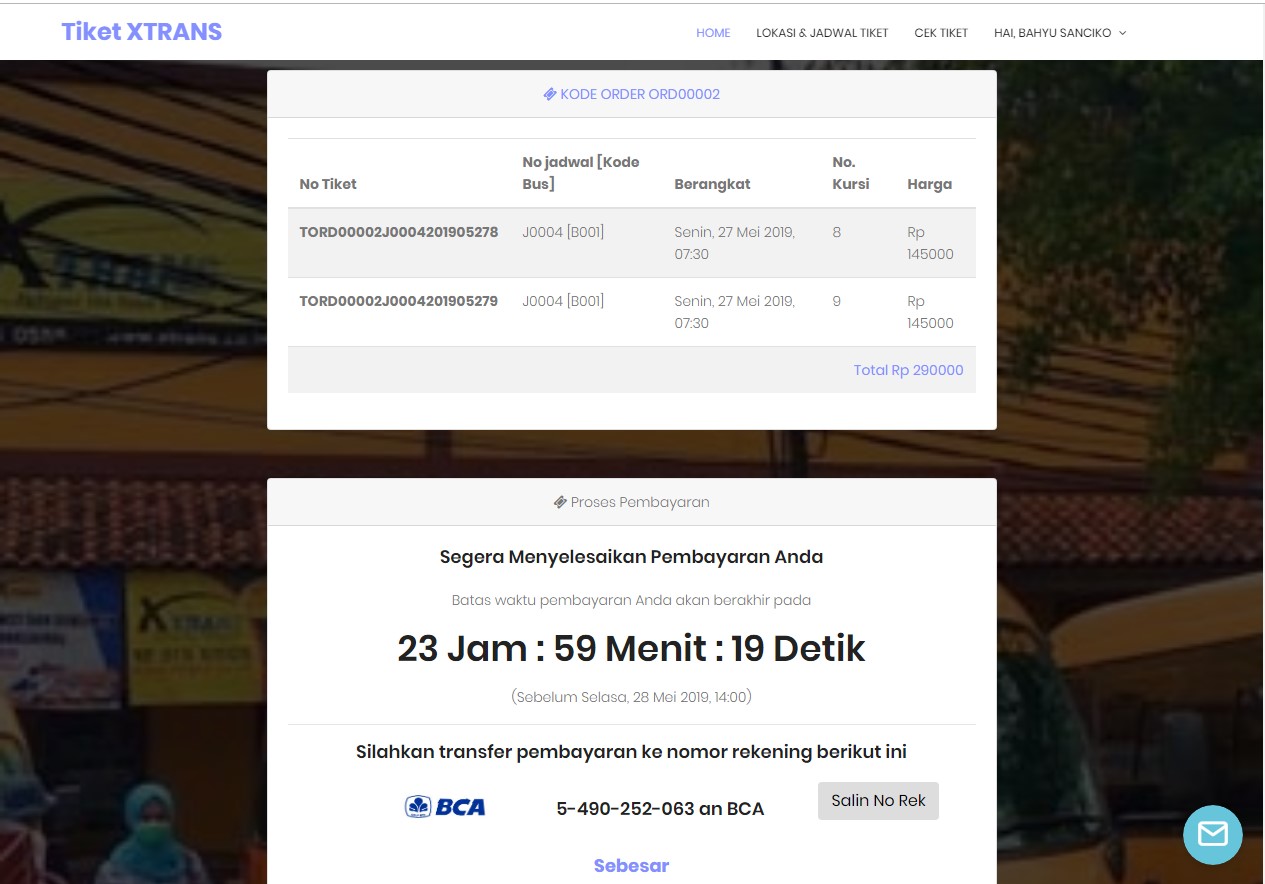 Tiket XTRANS
HOME LOKASI & JADWAL TIKET CEK TIKET HAI, BAHYU SANCIKO
KODE ORDER ORD00002
No Tiket No jadwal [Kode Bus] Berangkat No. Kursi Harga
TORD00002J0004201905278 J0004 [B001] Senin, 27 Mei 2019, 07:30 8 Rp 145000
TORD00002J0004201905279 J0004 [B001] Senin, 27 Mei 2019, 07:30 9 Rp 145000
Total Rp 290000
Proses Pembayaran
Segera Menyelesaikan Pembayaran Anda
Batas waktu pembayaran Anda akan berakhir pada
23 Jam : 59 Menit : 19 Detik
(Sebelum Selasa, 28 Mei 2019, 14:00)
Silahkan transfer pembayaran ke nomor rekening berikut ini
BCA 5-490-252-063 an BCA Salin No Rek
Sebesar